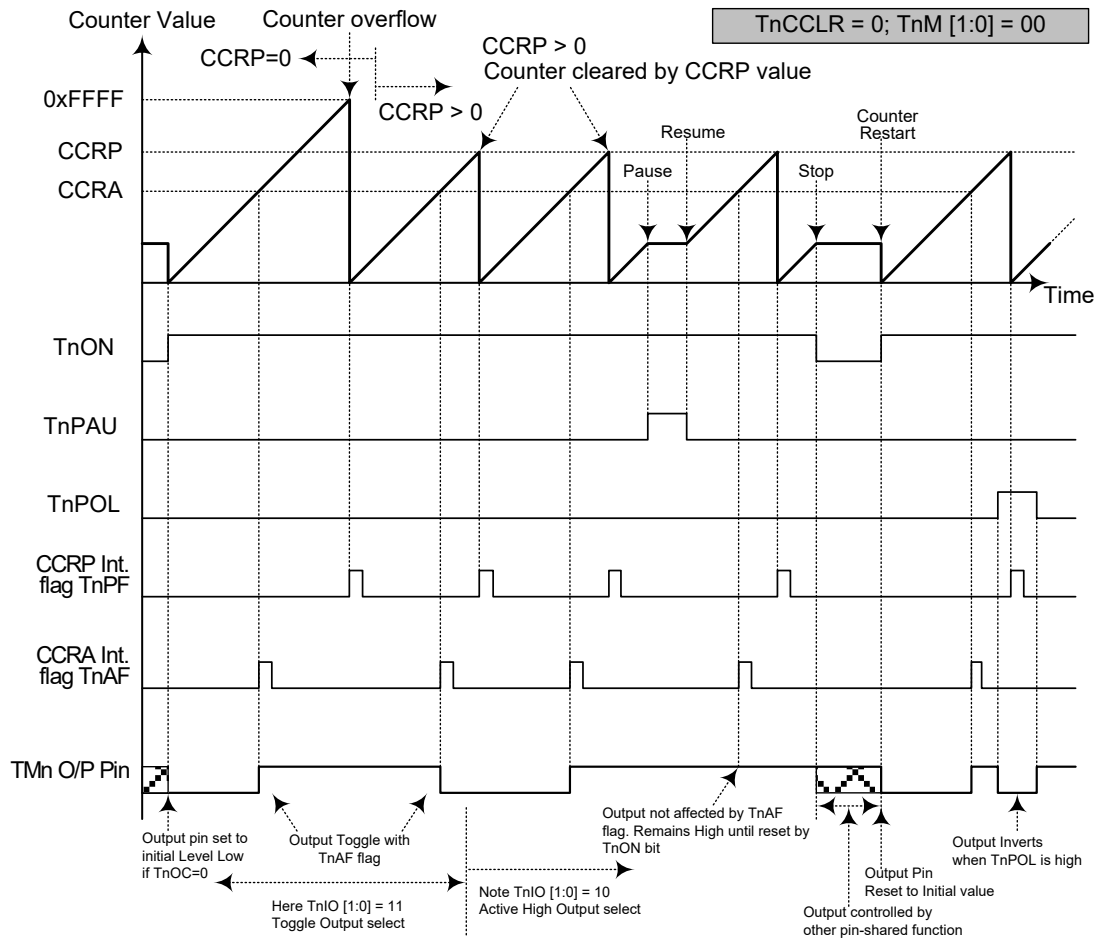 Counter Value
Counter overflow
TnCCLR = 0; TnM [1:0] = 00
CCRP=0
CCRP > 0
CCRP > 0
Counter cleared by CCRP value
0xFFFF
CCRP
CCRA
Pause
Resume
Stop
Counter
Restart
Time
TnON
TnPAU
TnPOL
CCRP Int.
flag TnPF
CCRA Int.
flag TnAF
TMn O/P Pin
Output pin set to
initial Level Low
if TnOC=0
Output Toggle with
TnAF flag
Output not affected by TnAF
flag. Remains High until reset by
TnON bit
Output Inverts
when TnPOL is high
Output Pin
Reset to Initial value
Here TnIO [1:0] = 11
Toggle Output select
Note TnIO [1:0] = 10
Active High Output select
Output controlled by
other pin-shared function